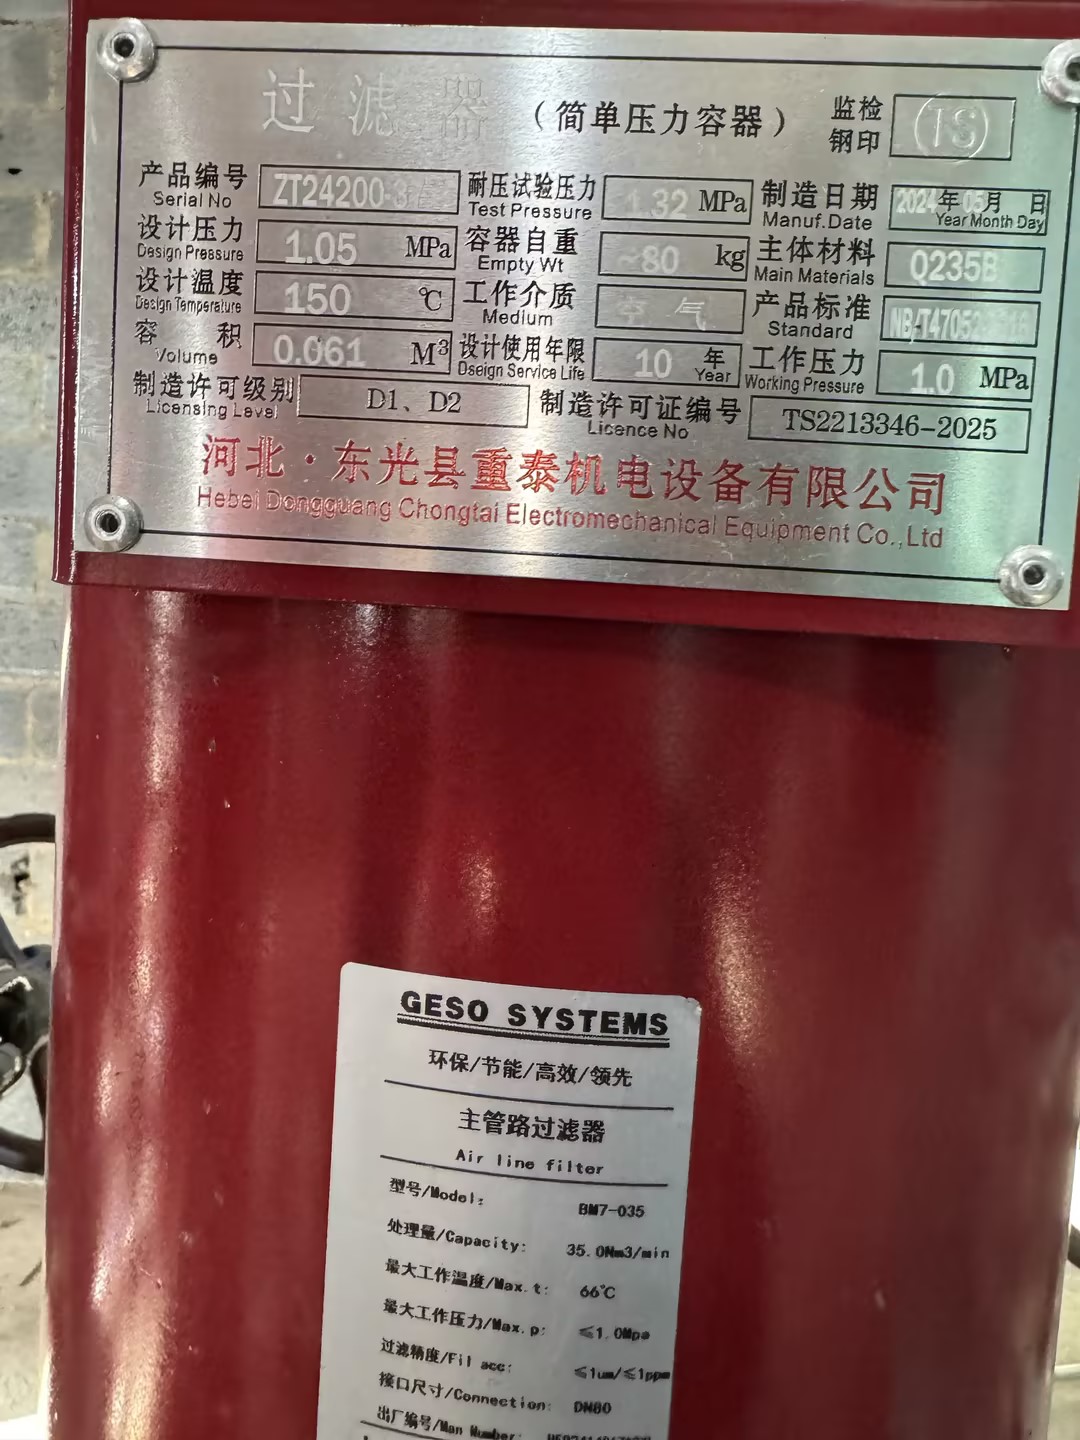 过滤器 （简单压力容器） 监检钢印 TS
产品编号 Serial No ZT24200-3 耐压试验压力 Test Pressure 1.32 MPa 制造日期 Manuf.Date 2024年05月 日 Year Month Day
设计压力 Design Pressure 1.05 MPa 容器自重 Empty Wt ~80 kg 主体材料 Main Materials Q235B
设计温度 Design Temperature 150 ℃ 工作介质 Medium 空气 产品标准 Standard NB/T47052
容积 Volume 0.061 M³ 设计使用年限 Dseign Service Life 10 年 Year 工作压力 Working Pressure 1.0 MPa
制造许可级别 Licensing Level D1、D2 制造许可证编号 Licence No TS2213346-2025
河北·东光县重泰机电设备有限公司
Hebei Dongguang Chongtai Electromechanical Equipment Co.,Ltd
GESO SYSTEMS
环保/节能/高效/领先
主管路过滤器
Air line filter
型号/Model: BM7-035
处理量/Capacity: 35.0Nm3/min
最大工作温度/Max.t: 66℃
最大工作压力/Max.p: ≤1.0Mpa
过滤精度/Fil acc: ≤1um/≤1ppm
接口尺寸/Connection: DN80
出厂编号/Man Number: